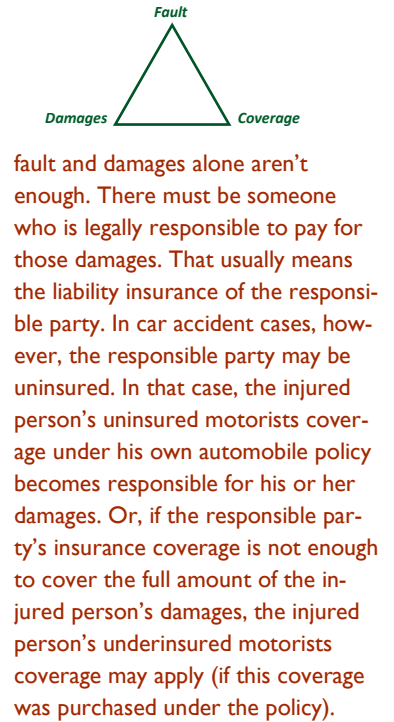 Fault
Damages
Coverage
fault and damages alone aren't
enough. There must be someone
who is legally responsible to pay for
those damages. That usually means
the liability insurance of the responsi-
ble party. In car accident cases, how-
ever, the responsible party may be
uninsured. In that case, the injured
person's uninsured motorists cover-
age under his own automobile policy
becomes responsible for his or her
damages. Or, if the responsible par-
ty's insurance coverage is not enough
to cover the full amount of the in-
jured person's damages, the injured
person's underinsured motorists
coverage may apply (if this coverage
was purchased under the policy).